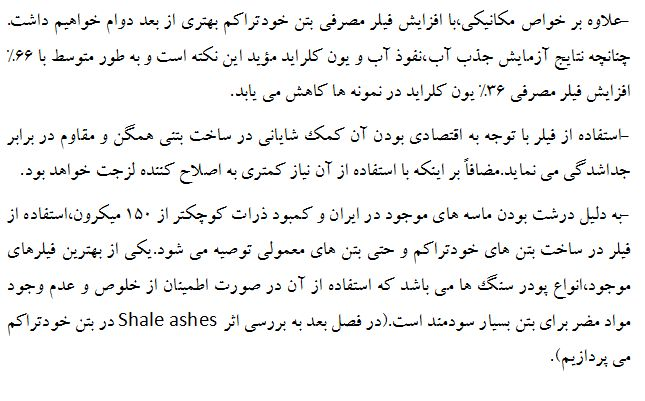 -علاوه بر خواص مکانیکی،با افزایش فیلر مصرفی بتن خودتراکم بهتری از بعد دوام خواهیم داشت.
چنانچه نتایج آزمایش جذب آب،نفوذ آب و یون کلراید مؤید این نکته است و به طور متوسط با ۶۶٪
افزایش فیلر مصرفی ۳۶٪ یون کلراید در نمونه ها کاهش می یابد.
-استفاده از فیلر با توجه به اقتصادی بودن آن کمک شایانی در ساخت بتنی همگن و مقاوم در برابر
جداشدگی می نماید.مضافاً بر اینکه با استفاده از آن نیاز کمتری به اصلاح کننده لزجت خواهد بود.
-به دلیل درشت بودن ماسه های موجود در ایران و کمبود ذرات کوچکتر از ۱۵۰ میکرون،استفاده از
فیلر در ساخت بتن های خودتراکم و حتی بتن های معمولی توصیه می شود.یکی از بهترین فیلرهای
موجود،انواع پودر سنگ ها می باشد که استفاده از آن در صورت اطمینان از خلوص و عدم وجود
مواد مضر برای بتن بسیار سودمند است.(در فصل بعد به بررسی اثر Shale ashes در بتن خودتراکم
می پردازیم).